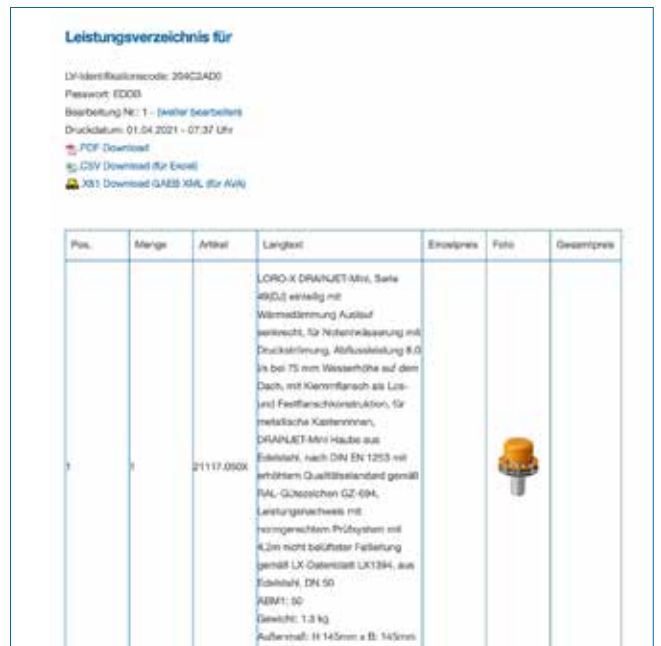 Leistungsverzeichnis für
LV-Identifikationscode: 204C2AD0
Passwort: EDDB
Bearbeitung Nr.: 1 - (weiter bearbeiten)
Druckdatum: 01.04.2021 - 07:37 Uhr
.PDF Download
.CSV Download (für Excel)
.X81 Download GAEB XML (für AVA)
Pos. Menge Artikel Langtext Einzelpreis Foto Gesamtpreis
1 1 21117.050X
LORO-X DRAINJET-Mini, Serie
49(DJ) einteilig mit
Wärmedämmung Auslauf
senkrecht, für Notentwässerung mit
Druckströmung, Abflussleistung 8,0
l/s bei 75 mm Wasserhöhe auf dem
Dach, mit Klemmflansch als Los-
und Festflanschkonstruktion, für
metallische Kastenrinnen,
DRAINJET-Mini Haube aus
Edelstahl, nach DIN EN 1253 mit
erhöhtem Qualitätsstandard gemäß
RAL-Gütezeichen GZ-694,
Leistungsnachweis mit
normgerechtem Prüfsystem mit
4,2m nicht belüfteter Fallleitung
gemäß LX-Datenblatt LX1394, aus
Edelstahl, DN 50
ABM1: 50
Gewicht: 1.3 kg
Außenmaß: H 145mm x B: 145mm